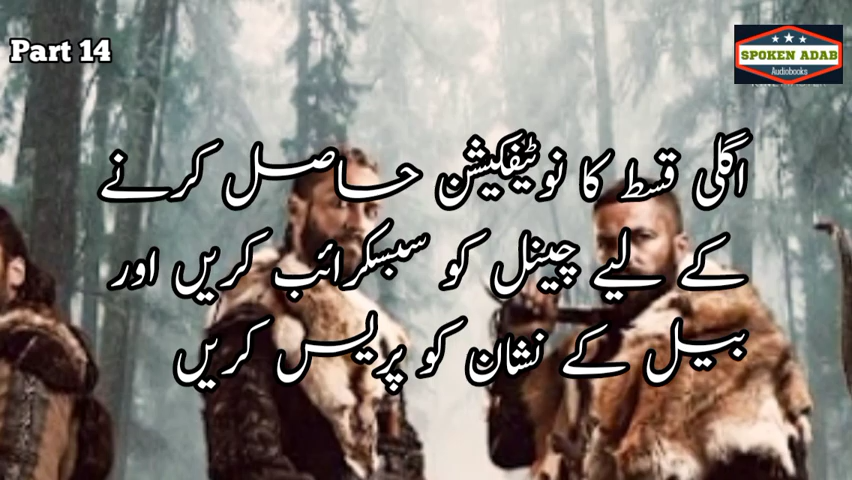 Part 14
SPOKEN ADAB
Audiobooks
اگلی قسط کا نوٹیفکیشن حاصل کرنے
کے لیے چینل کو سبسکرائب کریں اور
بیل کے نشان کو پریس کریں